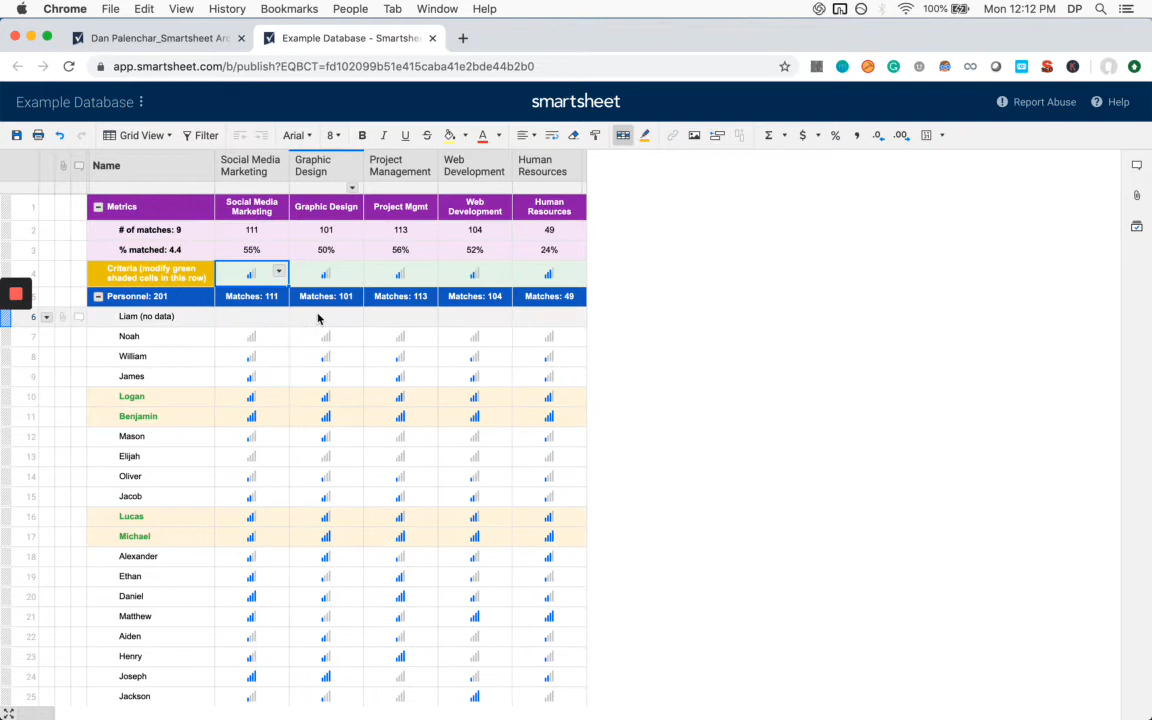 Chrome File Edit View History Bookmarks People Tab Window Help 100% Mon 12:12 PM DP
Dan Palenchar_Smartsheet Arc × Example Database - Smartshe × +
app.smartsheet.com/b/publish?EQBCT=fd102099b51e415caba41e2bde44b2b0
Example Database smartsheet Report Abuse Help
Grid View Filter Arial 8 B I U S A Σ $ % , .0 .00
Name Social Media Marketing Graphic Design Project Management Web Development Human Resources
1 Metrics Social Media Marketing Graphic Design Project Mgmt Web Development Human Resources
2 # of matches: 9 111 101 113 104 49
3 % matched: 4.4 55% 50% 56% 52% 24%
4 Criteria (modify green shaded cells in this row)
5 Personnel: 201 Matches: 111 Matches: 101 Matches: 113 Matches: 104 Matches: 49
6 Liam (no data)
7 Noah
8 William
9 James
10 Logan
11 Benjamin
12 Mason
13 Elijah
14 Oliver
15 Jacob
16 Lucas
17 Michael
18 Alexander
19 Ethan
20 Daniel
21 Matthew
22 Aiden
23 Henry
24 Joseph
25 Jackson